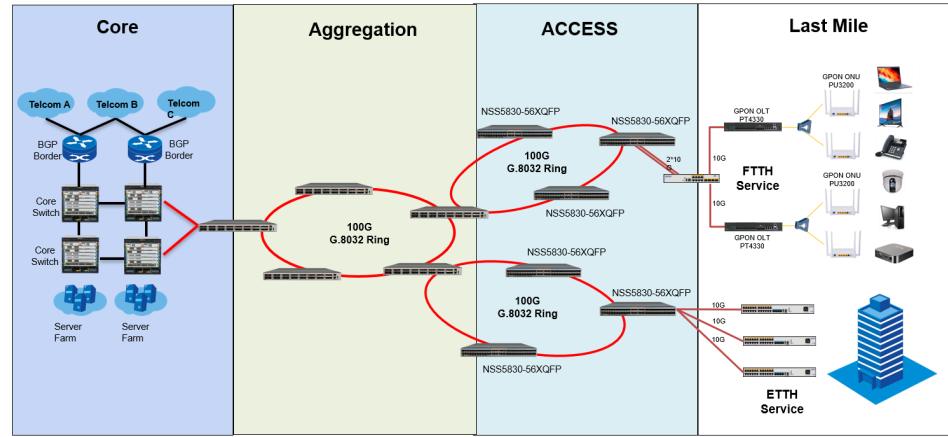 Core
Aggregation
ACCESS
Last Mile
Telcom A
Telcom B
Telcom
C
BGP
Border
BGP
Border
Core
Switch
Core
Switch
Server
Farm
Server
Farm
100G
G.8032 Ring
NSS5830-56XQFP
NSS5830-56XQFP
100G
G.8032 Ring
NSS5830-56XQFP
NSS5830-56XQFP
NSS5830-56XQFP
100G
G.8032 Ring
NSS5830-56XQFP
2*10
G
GPON OLT
PT4330
10G
FTTH
Service
10G
GPON OLT
PT4330
GPON ONU
PU3200
GPON ONU
PU3200
10G
10G
10G
ETTH
Service